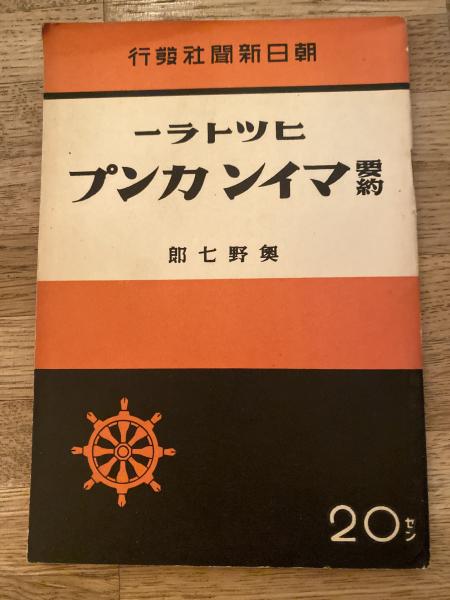 朝日新聞社發行
ヒツトラー
要約 マイン カンプ
奧野七郎
20セン